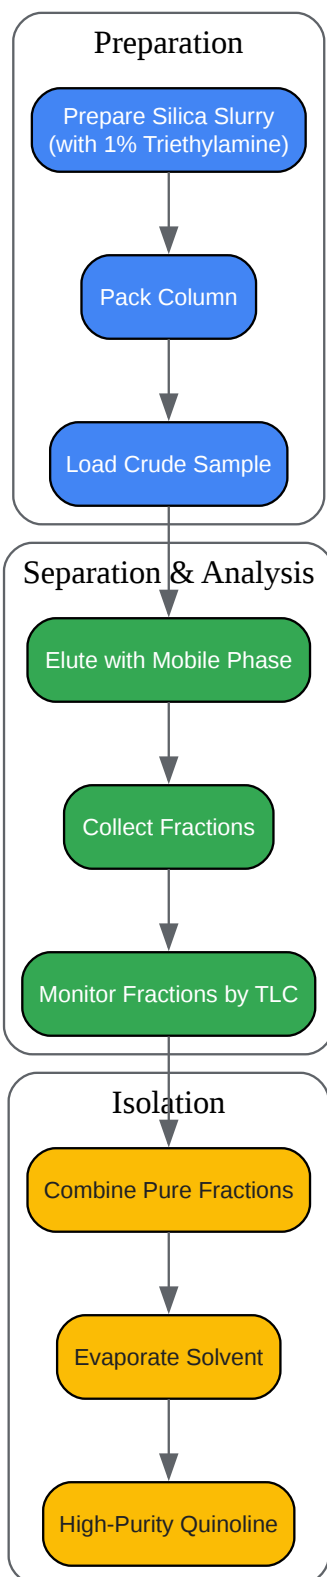 Preparation
Prepare Silica Slurry
(with 1% Triethylamine)
Pack Column
Load Crude Sample
Separation & Analysis
Elute with Mobile Phase
Collect Fractions
Monitor Fractions by TLC
Isolation
Combine Pure Fractions
Evaporate Solvent
High-Purity Quinoline